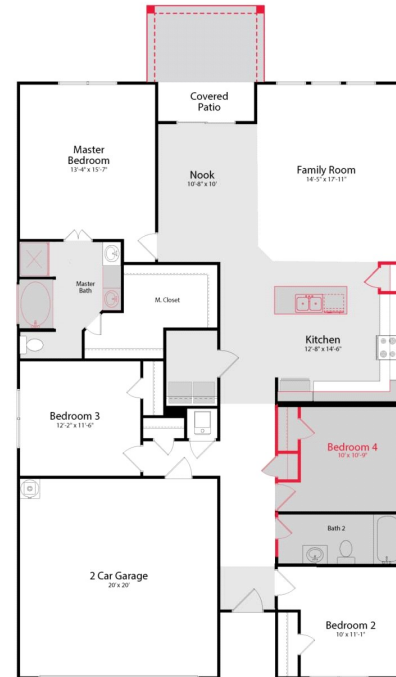 Covered
Patio
Master
Bedroom
13'-4" x 15'-7"
Nook
10'-8" x 10'
Family Room
14'-5" x 17'-11"
Master
Bath
M. Closet
Kitchen
12'-8" x 14'-6"
Bedroom 3
12'-2" x 11'-6"
Bedroom 4
10' x 10'-9"
Bath 2
2 Car Garage
20' x 20'
Bedroom 2
10' x 11'-1"